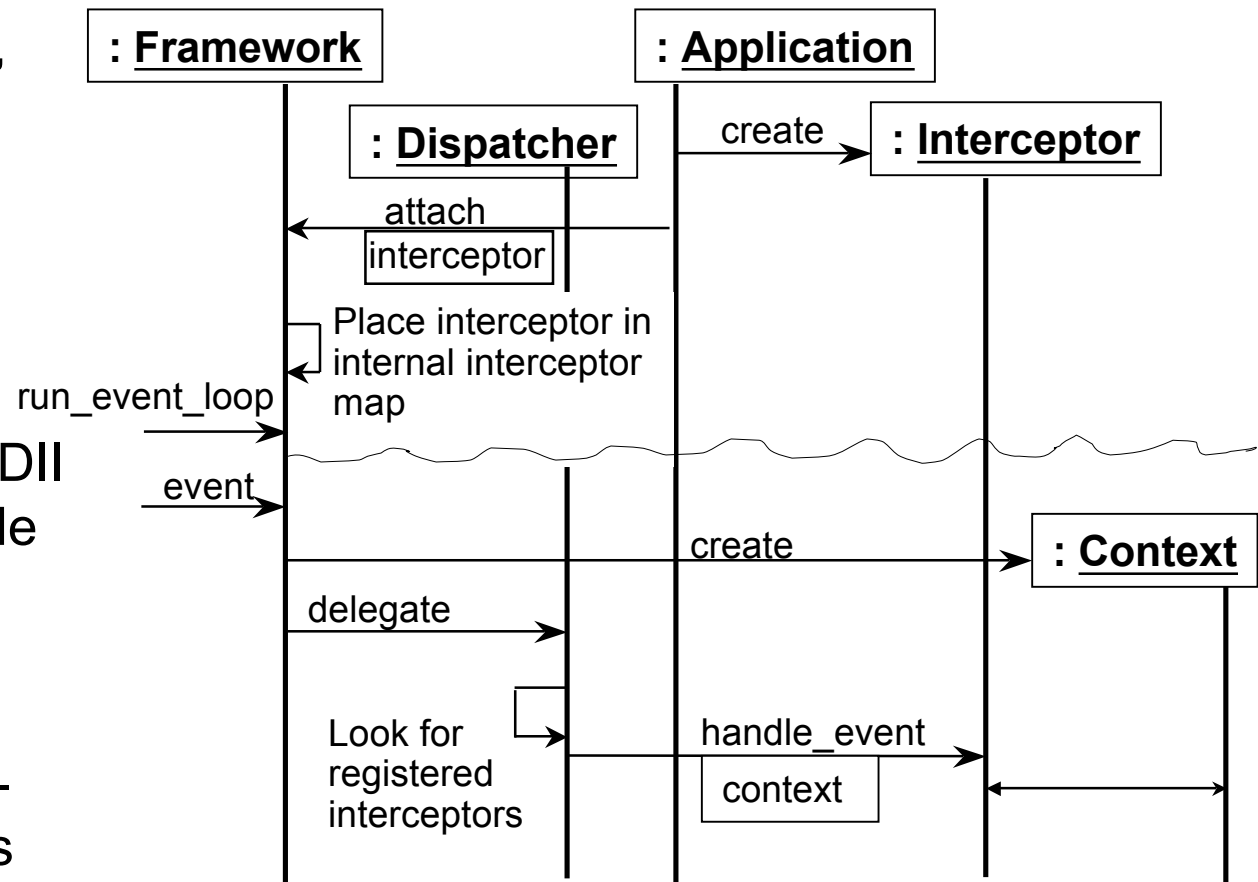 ,
: Framework
: Application
: Dispatcher
create
: Interceptor
attach
interceptor
Place interceptor in
internal interceptor
map
run_event_loop
DII
event
le
create
: Context
delegate
Look for
registered
interceptors
handle_event
context
-
s